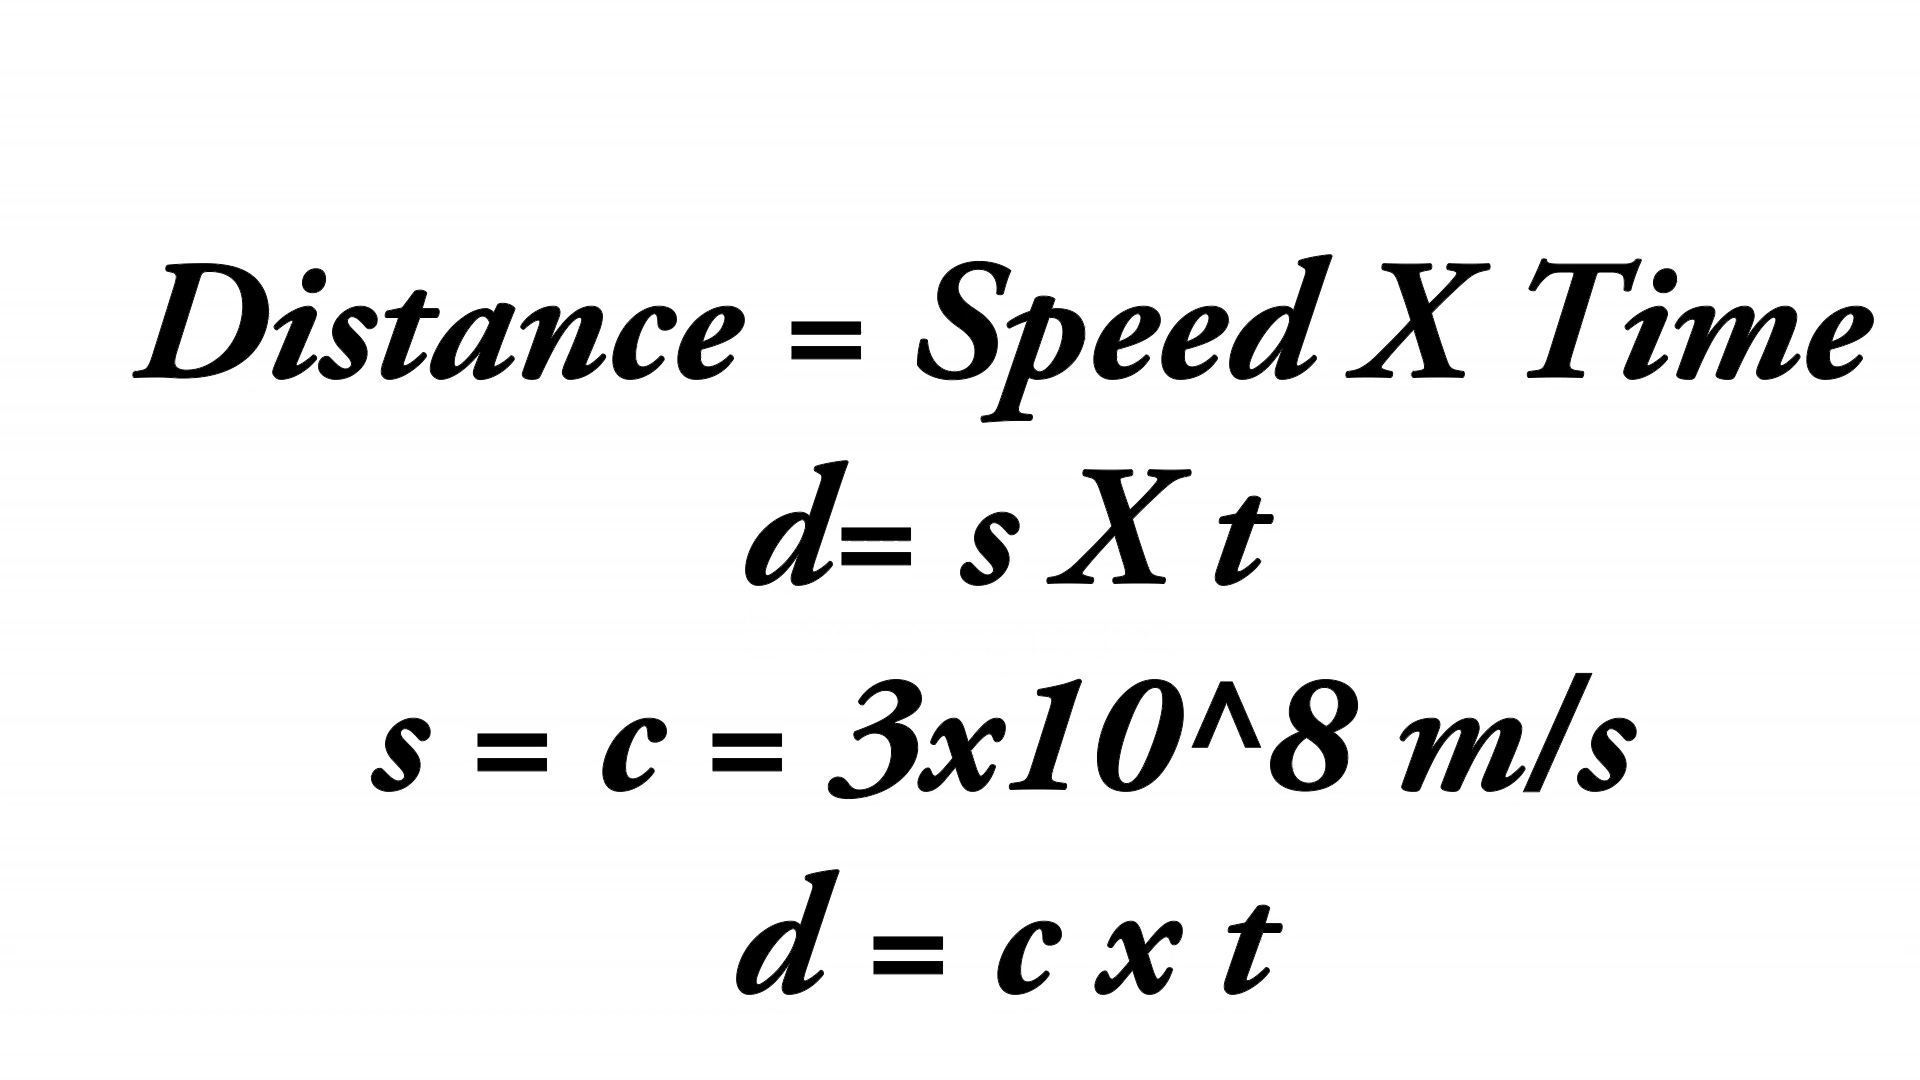 Distance = Speed X Time
d= s X t
s = c = 3x10^8 m/s
d = c x t